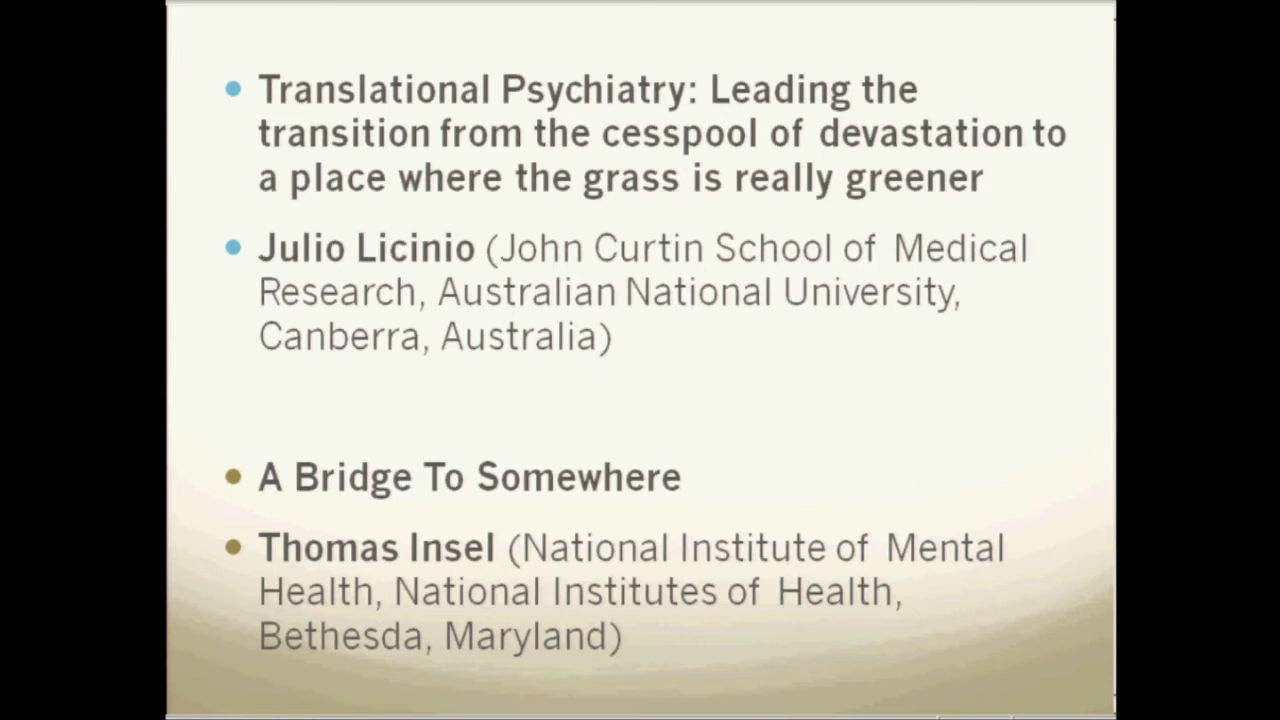 Translational Psychiatry: Leading the
transition from the cesspool of devastation to
a place where the grass is really greener
Julio Licinio (John Curtin School of Medical
Research, Australian National University,
Canberra, Australia)
A Bridge To Somewhere
Thomas Insel (National Institute of Mental
Health, National Institutes of Health,
Bethesda, Maryland)